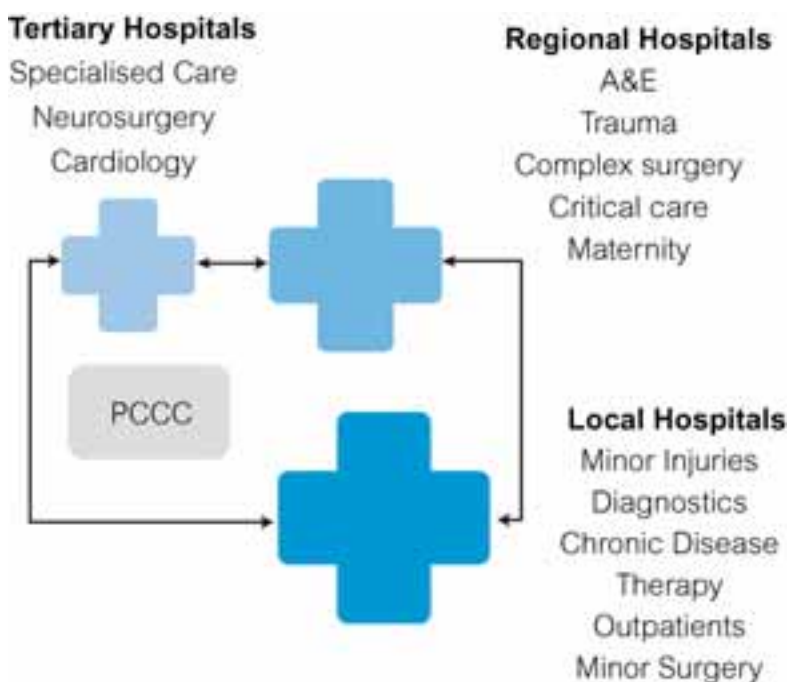 Tertiary Hospitals
Specialised Care
Neurosurgery
Cardiology
Regional Hospitals
A&E
Trauma
Complex surgery
Critical care
Maternity
PCCC
Local Hospitals
Minor Injuries
Diagnostics
Chronic Disease
Therapy
Outpatients
Minor Surgery